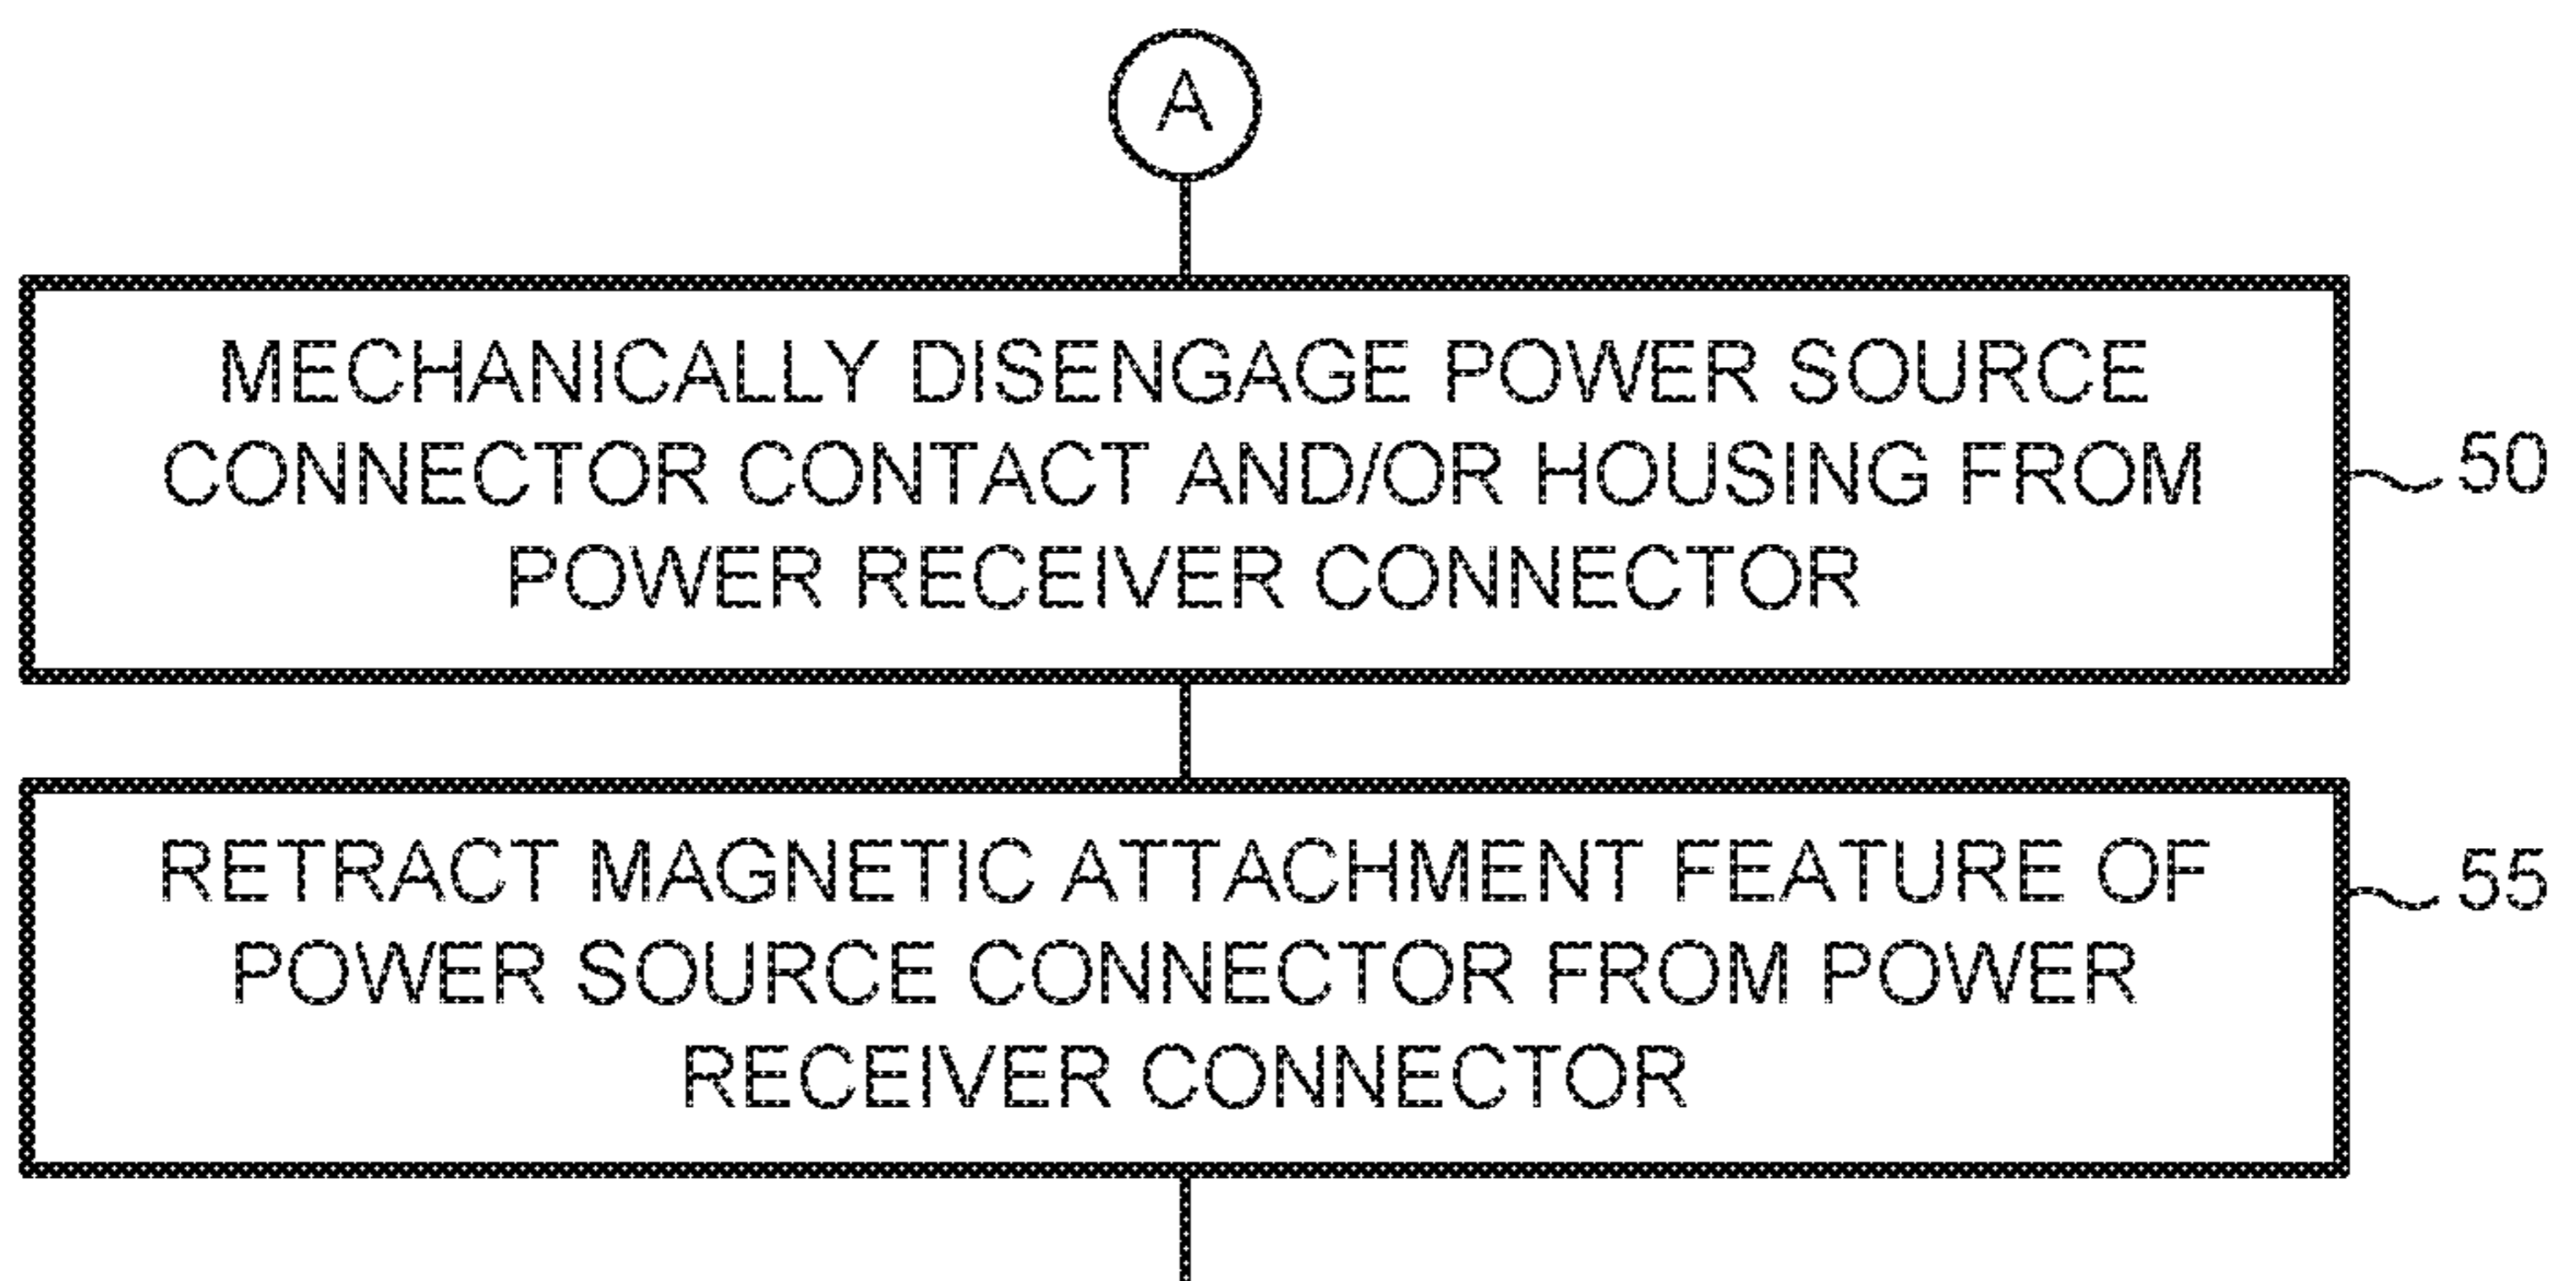 A
MECHANICALLY DISENGAGE POWER SOURCE
CONNECTOR CONTACT AND/OR HOUSING FROM
POWER RECEIVER CONNECTOR
50
RETRACT MAGNETIC ATTACHMENT FEATURE OF
POWER SOURCE CONNECTOR FROM POWER
RECEIVER CONNECTOR
55